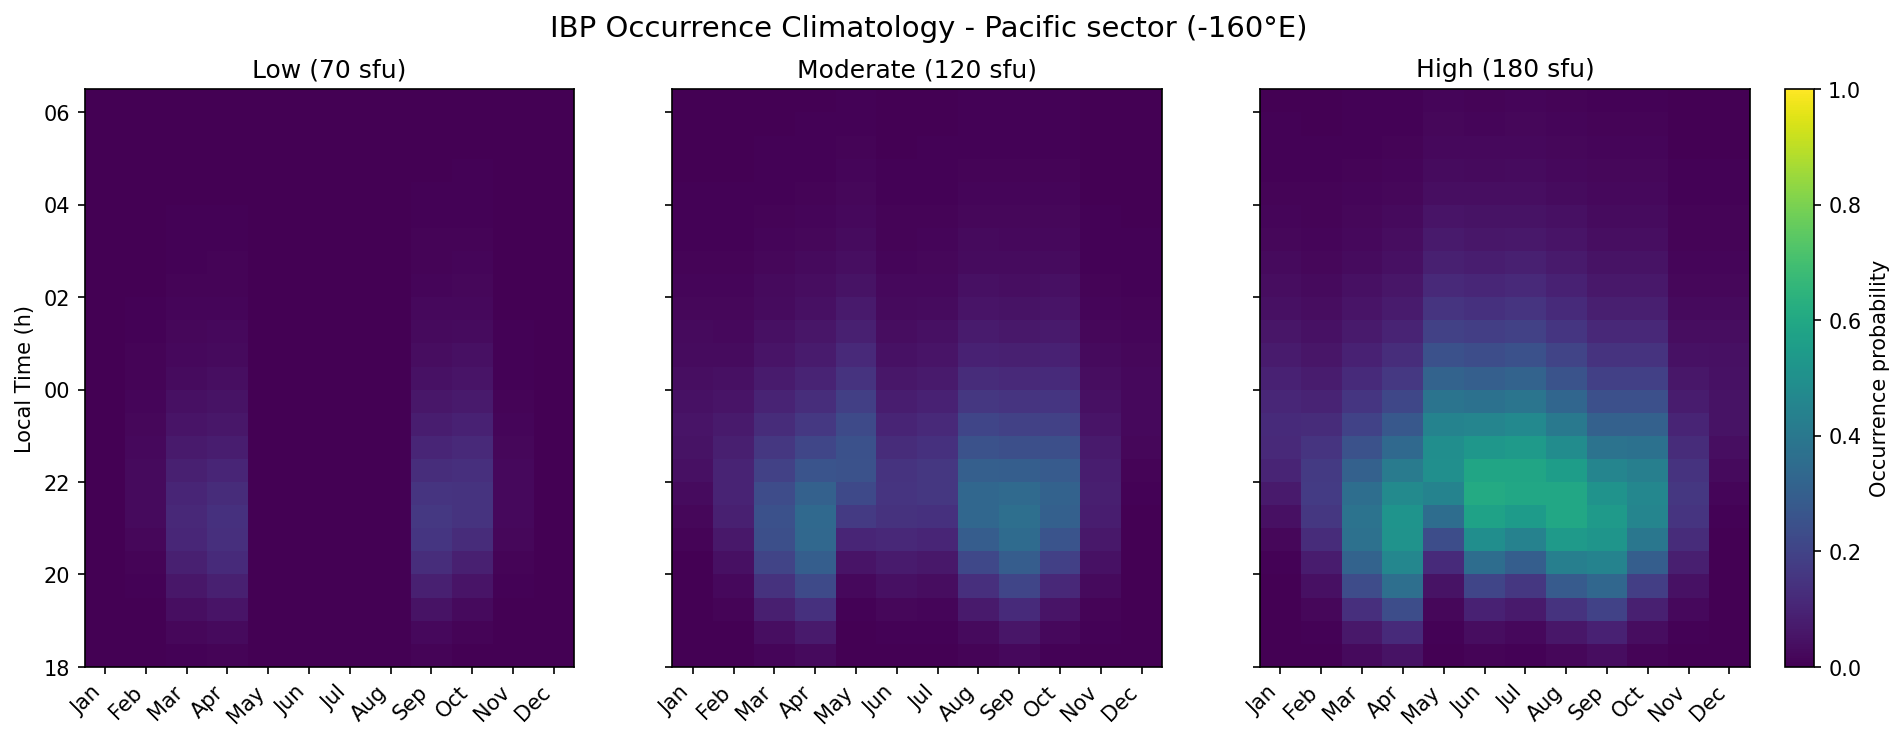 IBP Occurrence Climatology - Pacific sector (-160°E)
Low (70 sfu)
Moderate (120 sfu)
High (180 sfu)
Local Time (h)
06
04
02
00
22
20
18
Jan Feb Mar Apr May Jun Jul Aug Sep Oct Nov Dec
Jan Feb Mar Apr May Jun Jul Aug Sep Oct Nov Dec
Jan Feb Mar Apr May Jun Jul Aug Sep Oct Nov Dec
1.0
0.8
0.6
0.4
0.2
0.0
Occurrence probability